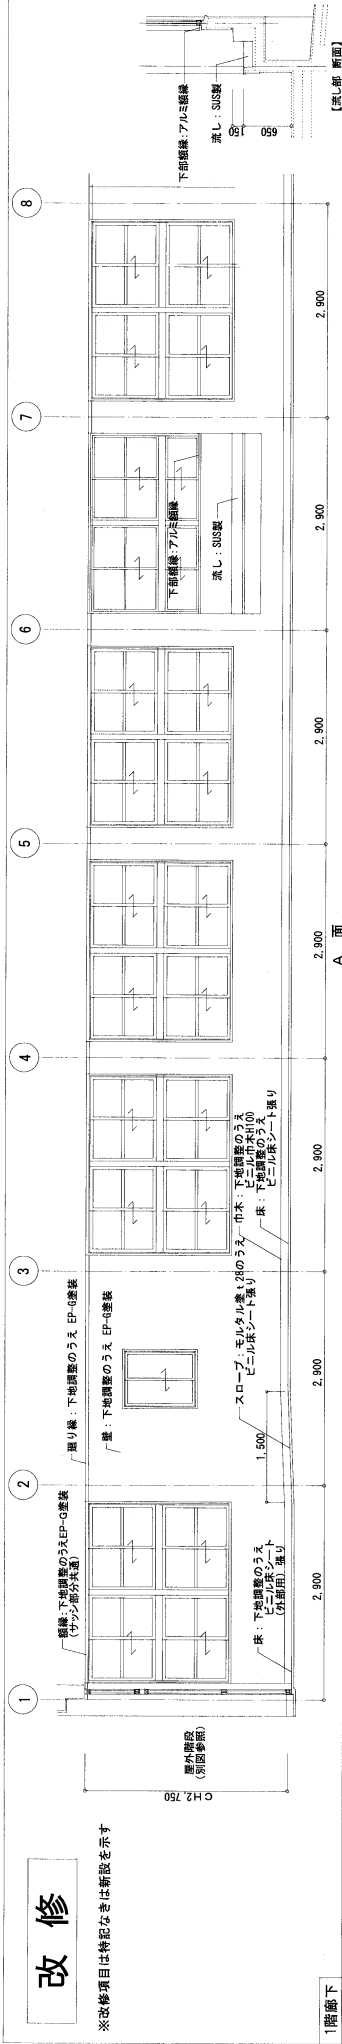 改 修
※改修項目は特記なきは新設を示す
1階廊下
屋外階段
(別図参照)
CH2,750
1
2
3
4
5
6
7
8
額縁：下地調整のうえEP-G塗装
(サッシ部分共通)
廻り縁：下地調整のうえ EP-G塗装
壁：下地調整のうえ EP-G塗装
床：下地調整のうえ
ビニル床シート
(外部用) 張り
1,500
スロープ：モルタル塗 t28のうえ
ビニル床シート張り
巾木：下地調整のうえ
ビニル巾木H100
床：下地調整のうえ
ビニル床シート張り
下部額縁：アルミ額縁
流し：SUS製
2,900
2,900
2,900
2,900
2,900
2,900
2,900
A 面
下部額縁：アルミ額縁
流し：SUS製
150
650
【流し部 断面】